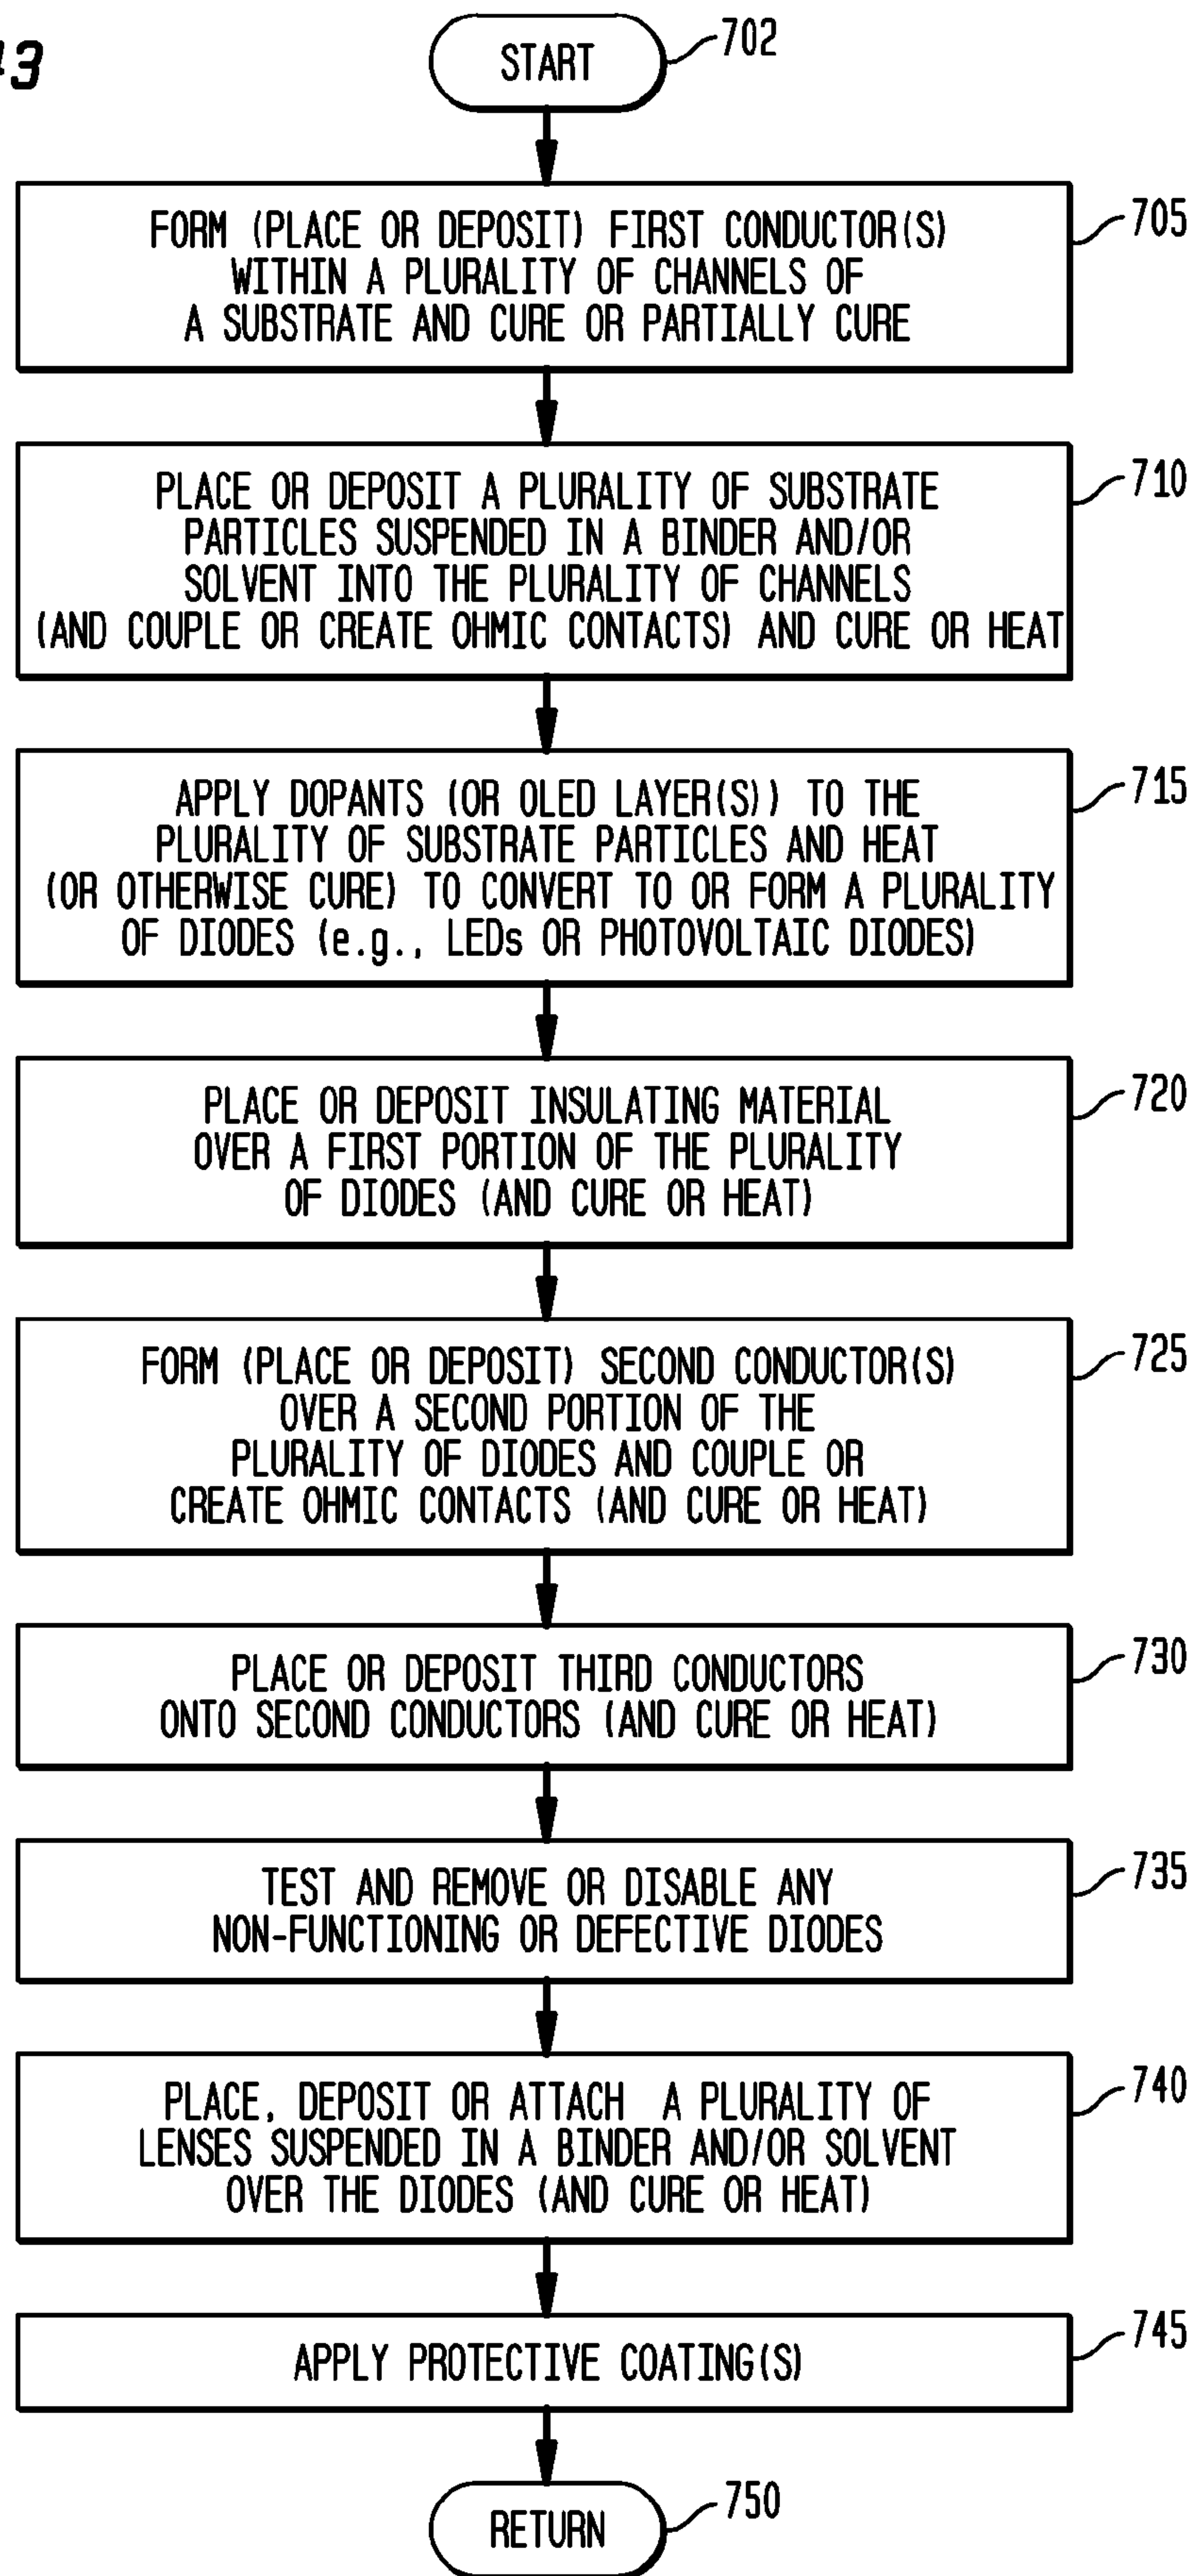 43
START
702
FORM (PLACE OR DEPOSIT) FIRST CONDUCTOR(S)
WITHIN A PLURALITY OF CHANNELS OF
A SUBSTRATE AND CURE OR PARTIALLY CURE
705
PLACE OR DEPOSIT A PLURALITY OF SUBSTRATE
PARTICLES SUSPENDED IN A BINDER AND/OR
SOLVENT INTO THE PLURALITY OF CHANNELS
(AND COUPLE OR CREATE OHMIC CONTACTS) AND CURE OR HEAT
710
APPLY DOPANTS (OR OLED LAYER(S)) TO THE
PLURALITY OF SUBSTRATE PARTICLES AND HEAT
(OR OTHERWISE CURE) TO CONVERT TO OR FORM A PLURALITY
OF DIODES (e.g., LEDs OR PHOTOVOLTAIC DIODES)
715
PLACE OR DEPOSIT INSULATING MATERIAL
OVER A FIRST PORTION OF THE PLURALITY
OF DIODES (AND CURE OR HEAT)
720
FORM (PLACE OR DEPOSIT) SECOND CONDUCTOR(S)
OVER A SECOND PORTION OF THE
PLURALITY OF DIODES AND COUPLE OR
CREATE OHMIC CONTACTS (AND CURE OR HEAT)
725
PLACE OR DEPOSIT THIRD CONDUCTORS
ONTO SECOND CONDUCTORS (AND CURE OR HEAT)
730
TEST AND REMOVE OR DISABLE ANY
NON-FUNCTIONING OR DEFECTIVE DIODES
735
PLACE, DEPOSIT OR ATTACH A PLURALITY OF
LENSES SUSPENDED IN A BINDER AND/OR SOLVENT
OVER THE DIODES (AND CURE OR HEAT)
740
APPLY PROTECTIVE COATING(S)
745
RETURN
750